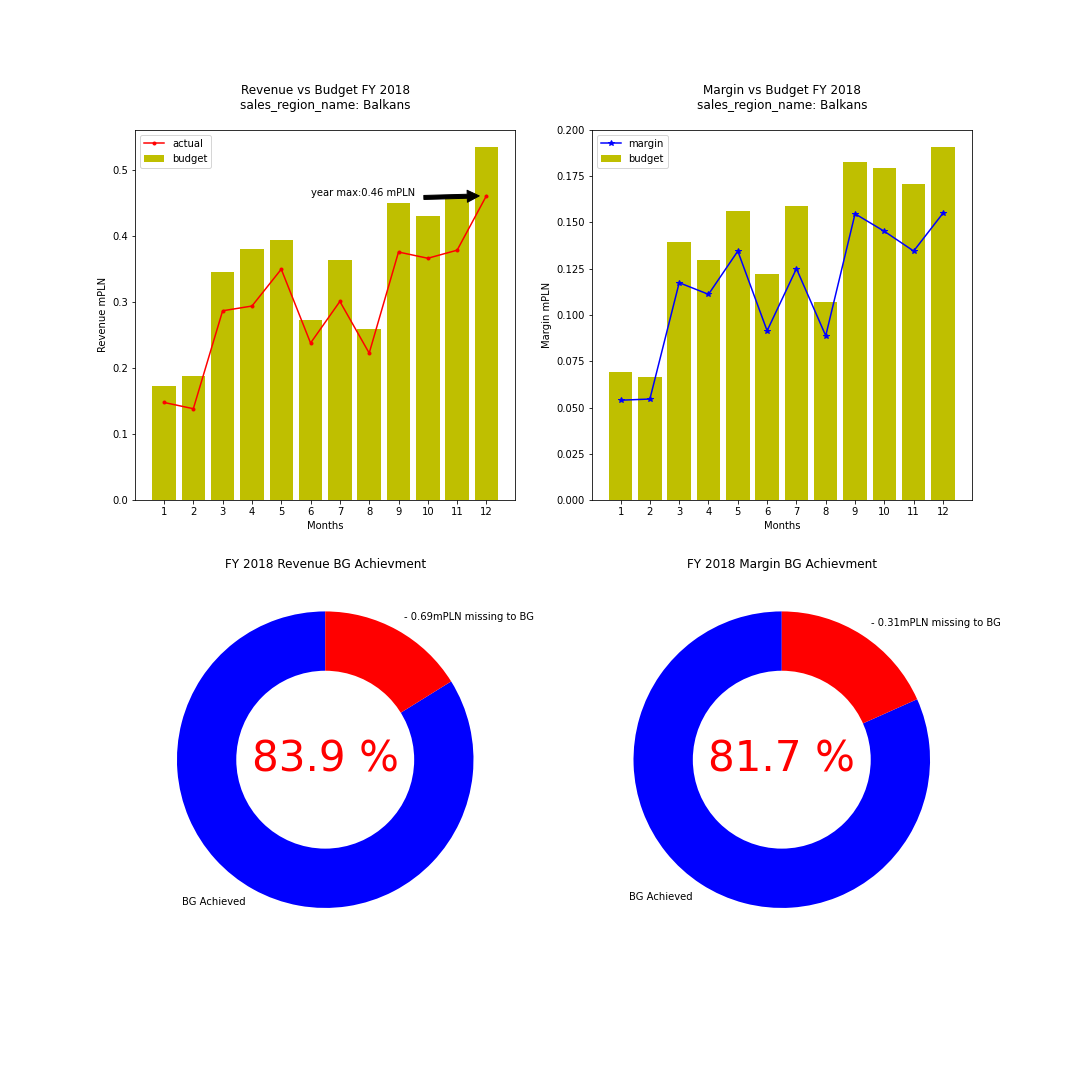 Revenue vs Budget FY 2018
sales_region_name: Balkans
actual
budget
year max:0.46 mPLN
0.5
0.4
0.3
0.2
0.1
0.0
Revenue mPLN
1 2 3 4 5 6 7 8 9 10 11 12
Months
Margin vs Budget FY 2018
sales_region_name: Balkans
margin
budget
0.200
0.175
0.150
0.125
0.100
0.075
0.050
0.025
0.000
Margin mPLN
1 2 3 4 5 6 7 8 9 10 11 12
Months
FY 2018 Revenue BG Achievment
- 0.69mPLN missing to BG
83.9 %
BG Achieved
FY 2018 Margin BG Achievment
- 0.31mPLN missing to BG
81.7 %
BG Achieved